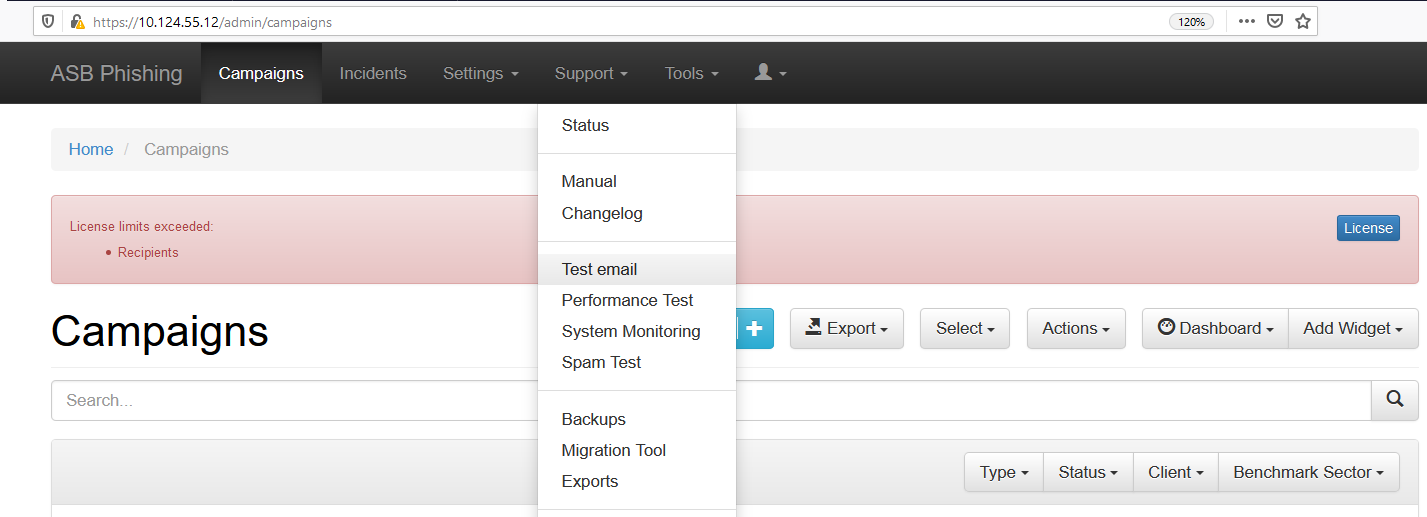 https://10.124.55.12/admin/campaigns 120%
ASB Phishing Campaigns Incidents Settings Support Tools
Status
Home / Campaigns
Manual
Changelog
License limits exceeded: License
Recipients
Test email
Performance Test
System Monitoring
Spam Test
Campaigns Export Select Actions Dashboard Add Widget
Search...
Backups
Migration Tool
Exports
Type Status Client Benchmark Sector